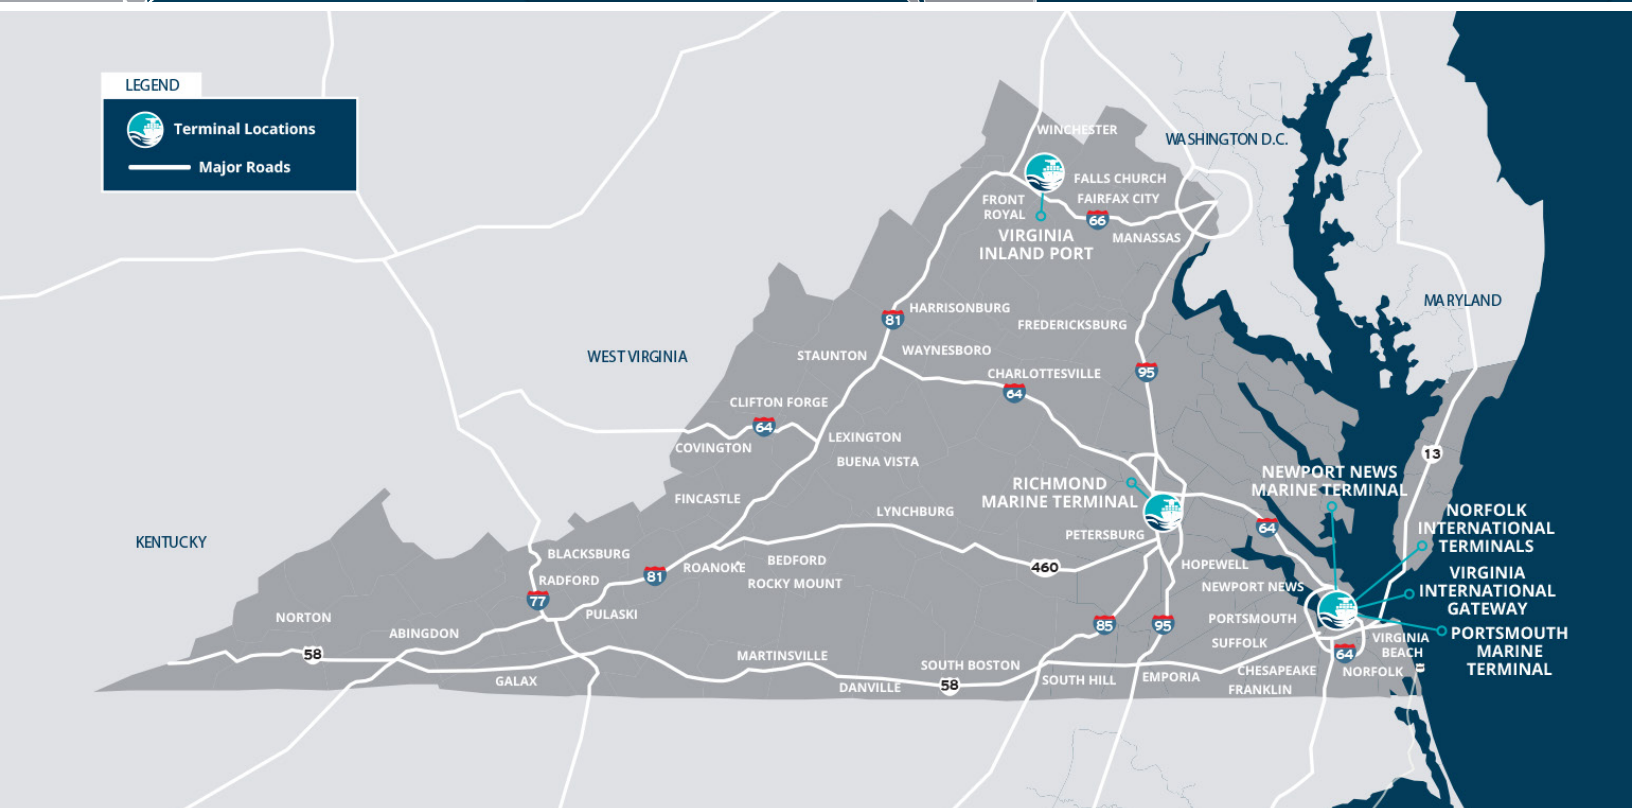 LEGEND
Terminal Locations
Major Roads
WINCHESTER
WASHINGTON D.C.
FALLS CHURCH
FRONT
ROYAL
FAIRFAX CITY
66
VIRGINIA
INLAND PORT
MANASSAS
MARYLAND
HARRISONBURG
81
FREDERICKSBURG
WEST VIRGINIA
STAUNTON
WAYNESBORO
CHARLOTTESVILLE
95
64
CLIFTON FORGE
64
COVINGTON
LEXINGTON
BUENA VISTA
13
RICHMOND
MARINE TERMINAL
NEWPORT NEWS
MARINE TERMINAL
FINCASTLE
LYNCHBURG
NORFOLK
INTERNATIONAL
TERMINALS
64
PETERSBURG
KENTUCKY
BLACKSBURG
ROANOKE
BEDFORD
460
HOPEWELL
VIRGINIA
INTERNATIONAL
GATEWAY
RADFORD
81
ROCKY MOUNT
NEWPORT NEWS
77
PULASKI
NORTON
ABINGDON
85
95
PORTSMOUTH
SUFFOLK
VIRGINIA
BEACH
PORTSMOUTH
MARINE
TERMINAL
58
MARTINSVILLE
SOUTH BOSTON
64
GALAX
DANVILLE
58
SOUTH HILL
EMPORIA
CHESAPEAKE
NORFOLK
FRANKLIN